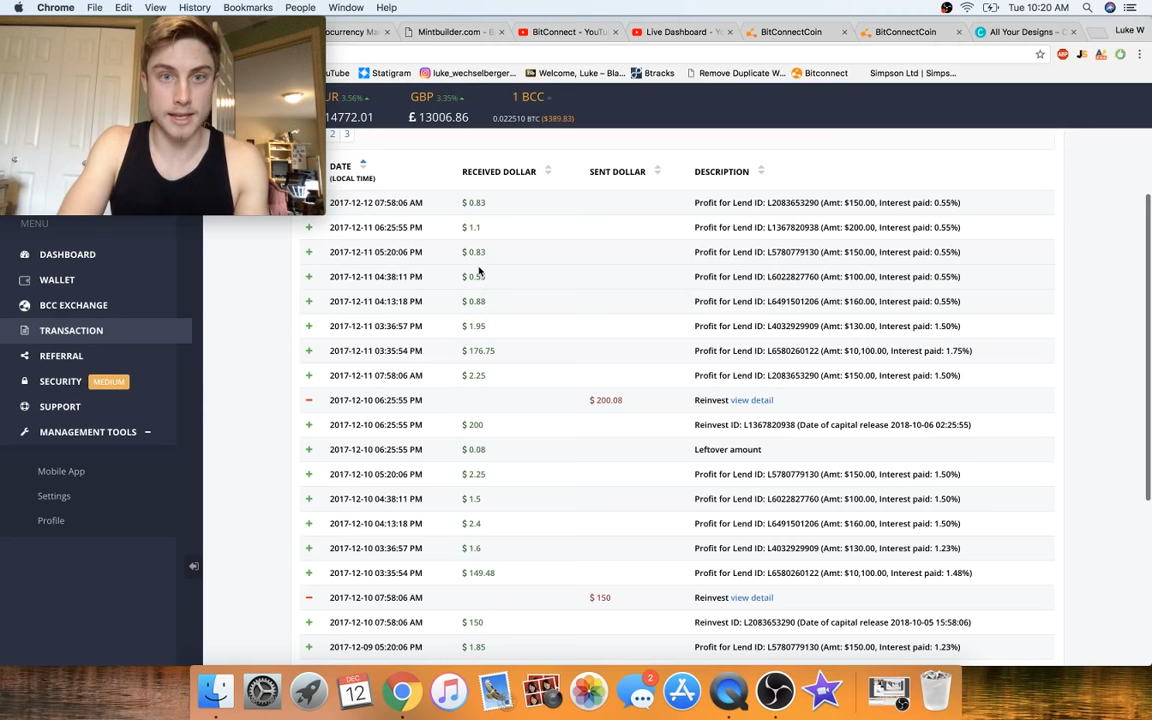 Chrome File Edit View History Bookmarks People Window Help Tue 10:20 AM
Mintbuilder.com - B BitConnect - YouTu Live Dashboard - Yo BitConnectCoin BitConnectCoin All Your Designs – C Luke W
Statigram luke_wechselberger... Welcome, Luke – Bla... Btracks Remove Duplicate W... Bitconnect Simpson Ltd | Simps...
UR 3.56% GBP 3.35% 1 BCC
14772.01 £ 13006.86 0.022510 BTC ($389.83)
2 3
DATE RECEIVED DOLLAR SENT DOLLAR DESCRIPTION
(LOCAL TIME)
2017-12-12 07:58:06 AM $ 0.83 Profit for Lend ID: L2083653290 (Amt: $150.00, Interest paid: 0.55%)
MENU
+ 2017-12-11 06:25:55 PM $ 1.1 Profit for Lend ID: L1367820938 (Amt: $200.00, Interest paid: 0.55%)
DASHBOARD
+ 2017-12-11 05:20:06 PM $ 0.83 Profit for Lend ID: L5780779130 (Amt: $150.00, Interest paid: 0.55%)
WALLET
+ 2017-12-11 04:38:11 PM $ 0.55 Profit for Lend ID: L6022827760 (Amt: $100.00, Interest paid: 0.55%)
BCC EXCHANGE
+ 2017-12-11 04:13:18 PM $ 0.88 Profit for Lend ID: L6491501206 (Amt: $160.00, Interest paid: 0.55%)
TRANSACTION
+ 2017-12-11 03:36:57 PM $ 1.95 Profit for Lend ID: L4032929909 (Amt: $130.00, Interest paid: 1.50%)
REFERRAL
+ 2017-12-11 03:35:54 PM $ 176.75 Profit for Lend ID: L6580260122 (Amt: $10,100.00, Interest paid: 1.75%)
SECURITY MEDIUM
+ 2017-12-11 07:58:06 AM $ 2.25 Profit for Lend ID: L2083653290 (Amt: $150.00, Interest paid: 1.50%)
SUPPORT
− 2017-12-10 06:25:55 PM $ 200.08 Reinvest view detail
MANAGEMENT TOOLS −
+ 2017-12-10 06:25:55 PM $ 200 Reinvest ID: L1367820938 (Date of capital release 2018-10-06 02:25:55)
+ 2017-12-10 06:25:55 PM $ 0.08 Leftover amount
Mobile App
+ 2017-12-10 05:20:06 PM $ 2.25 Profit for Lend ID: L5780779130 (Amt: $150.00, Interest paid: 1.50%)
Settings
+ 2017-12-10 04:38:11 PM $ 1.5 Profit for Lend ID: L6022827760 (Amt: $100.00, Interest paid: 1.50%)
Profile
+ 2017-12-10 04:13:18 PM $ 2.4 Profit for Lend ID: L6491501206 (Amt: $160.00, Interest paid: 1.50%)
+ 2017-12-10 03:36:57 PM $ 1.6 Profit for Lend ID: L4032929909 (Amt: $130.00, Interest paid: 1.23%)
+ 2017-12-10 03:35:54 PM $ 149.48 Profit for Lend ID: L6580260122 (Amt: $10,100.00, Interest paid: 1.48%)
− 2017-12-10 07:58:06 AM $ 150 Reinvest view detail
+ 2017-12-10 07:58:06 AM $ 150 Reinvest ID: L2083653290 (Date of capital release 2018-10-05 15:58:06)
+ 2017-12-09 05:20:06 PM $ 1.85 Profit for Lend ID: L5780779130 (Amt: $150.00, Interest paid: 1.23%)
DEC
12
2